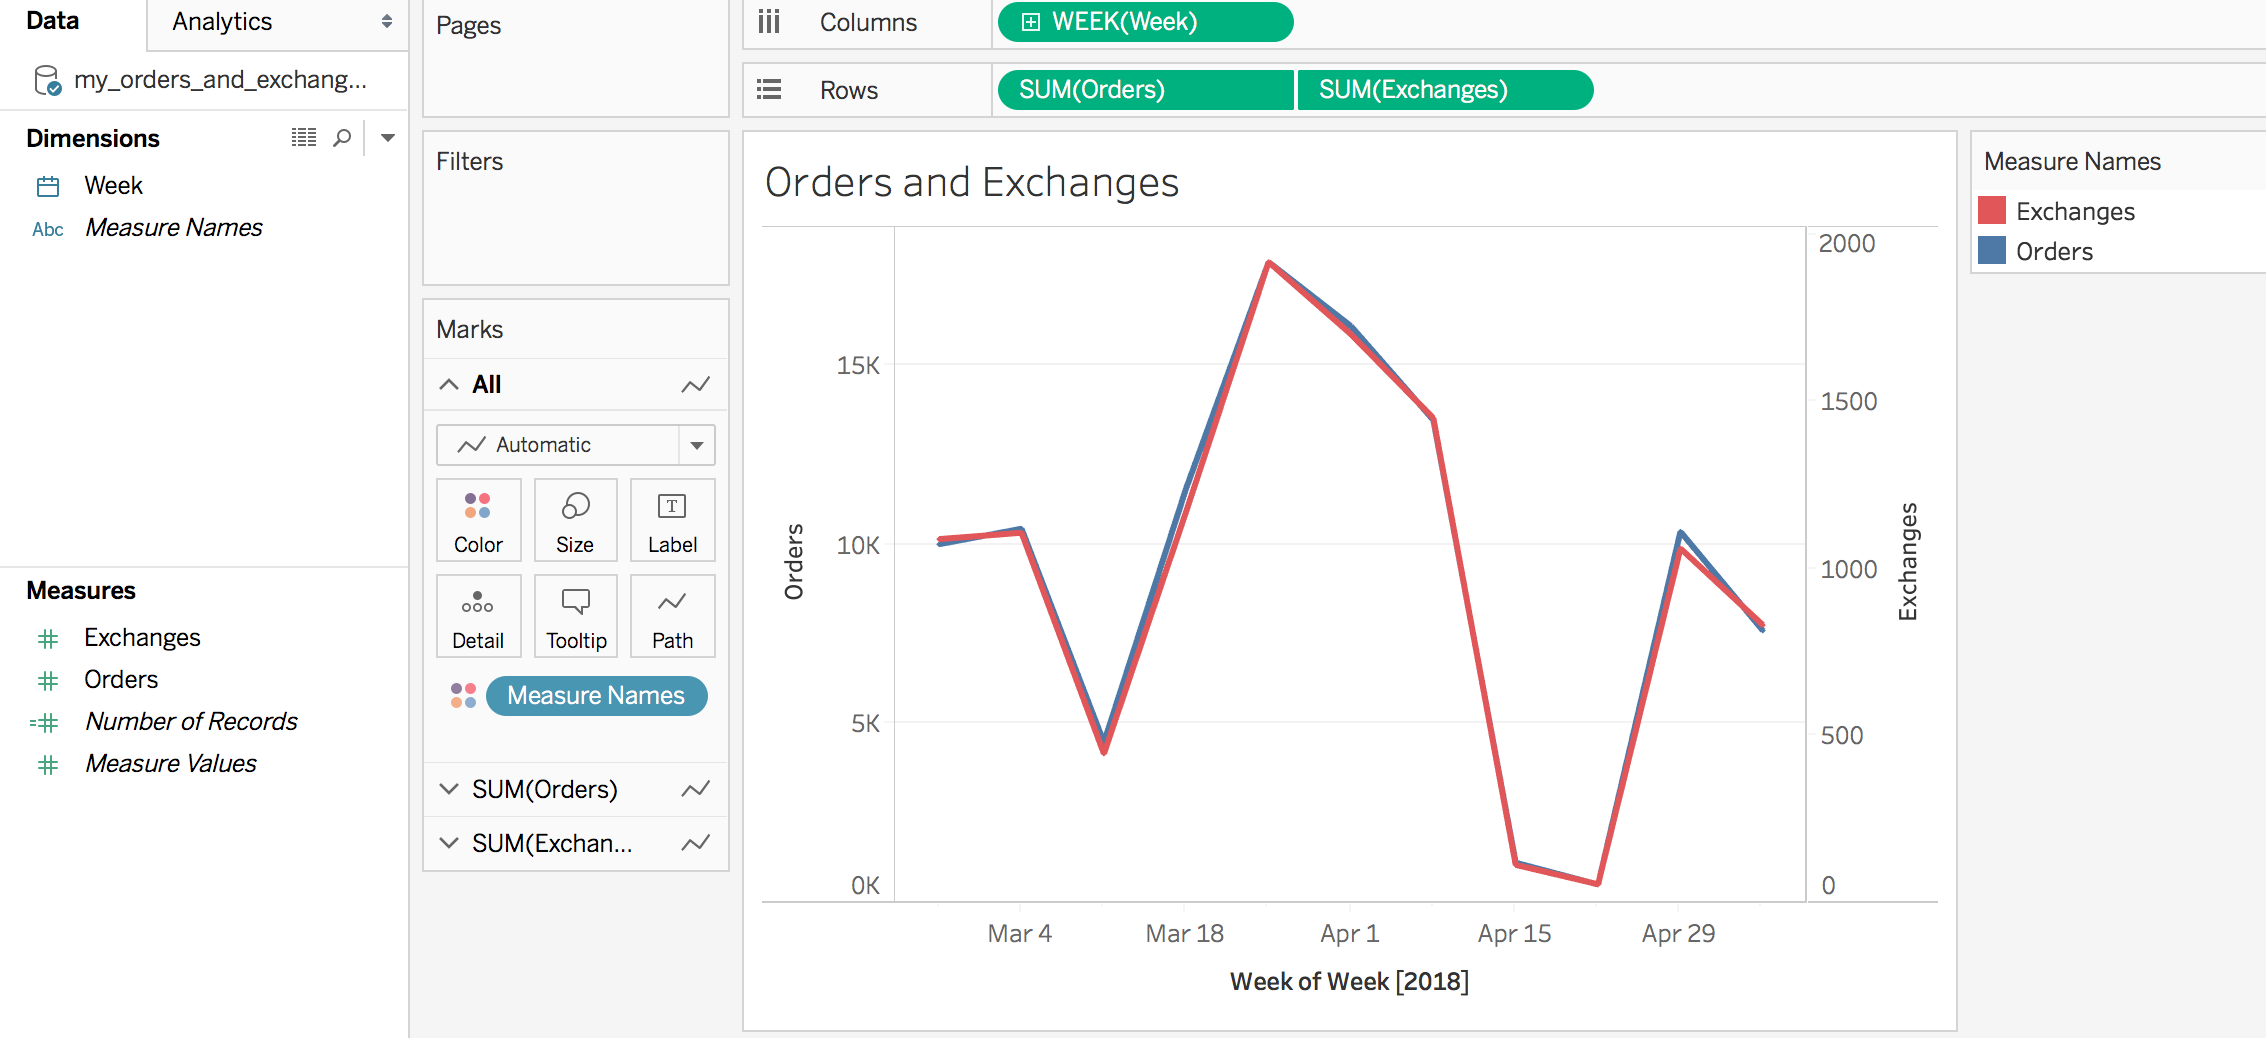 Data
Analytics
my_orders_and_exchang...
Dimensions
Week
Abc Measure Names
Measures
Exchanges
Orders
Number of Records
Measure Values
Pages
Filters
Marks
All
Automatic
Color Size Label
Detail Tooltip Path
Measure Names
SUM(Orders)
SUM(Exchan...
Columns WEEK(Week)
Rows SUM(Orders) SUM(Exchanges)
Orders and Exchanges
Orders
15K
10K
5K
0K
2000
1500
1000
500
0
Exchanges
Mar 4 Mar 18 Apr 1 Apr 15 Apr 29
Week of Week [2018]
Measure Names
Exchanges
Orders